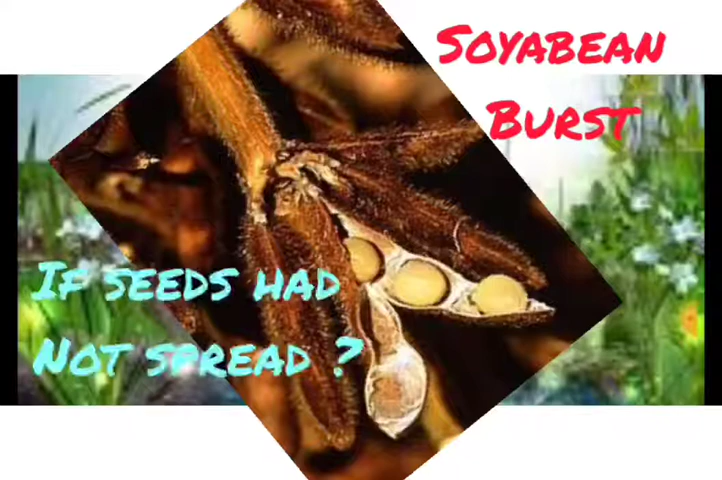 SOYABEAN
BURST
IF SEEDS HAD
NOT SPREAD ?